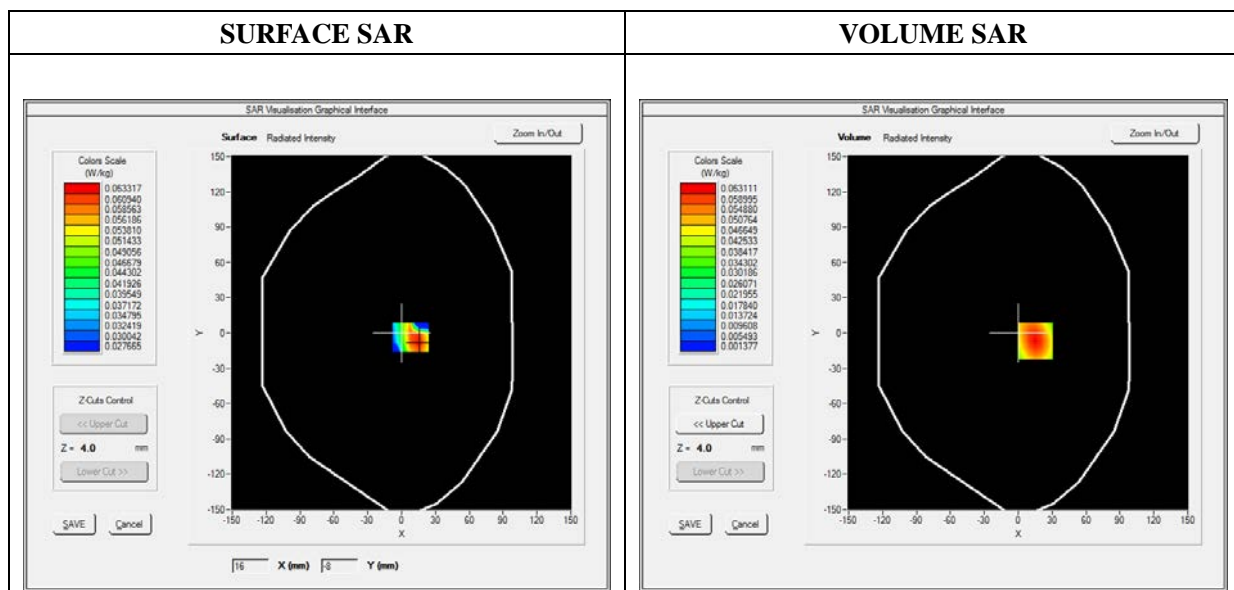 SURFACE SAR
VOLUME SAR
SAR Visualisation Graphical Interface
Surface Radiated Intensity
Zoom In/Out
Colors Scale
(W/kg)
0.063317
0.060940
0.058563
0.056186
0.053810
0.051433
0.049056
0.046679
0.044302
0.041926
0.039549
0.037172
0.034795
0.032419
0.030042
0.027665
Z-Cuts Control
<< Upper Cut
Z = 4.0 mm
Lower Cut >>
SAVE Cancel
150
120
90
60
30
0
-30
-60
-90
-120
-150
Y
-150 -120 -90 -60 -30 0 30 60 90 120 150
X
16 X (mm) -8 Y (mm)
SAR Visualisation Graphical Interface
Volume Radiated Intensity
Zoom In/Out
Colors Scale
(W/kg)
0.063111
0.058995
0.054880
0.050764
0.046649
0.042533
0.038417
0.034302
0.030186
0.026071
0.021955
0.017840
0.013724
0.009608
0.005493
0.001377
Z-Cuts Control
<< Upper Cut
Z = 4.0 mm
Lower Cut >>
SAVE Cancel
150
120
90
60
30
0
-30
-60
-90
-120
-150
Y
-150 -120 -90 -60 -30 0 30 60 90 120 150
X